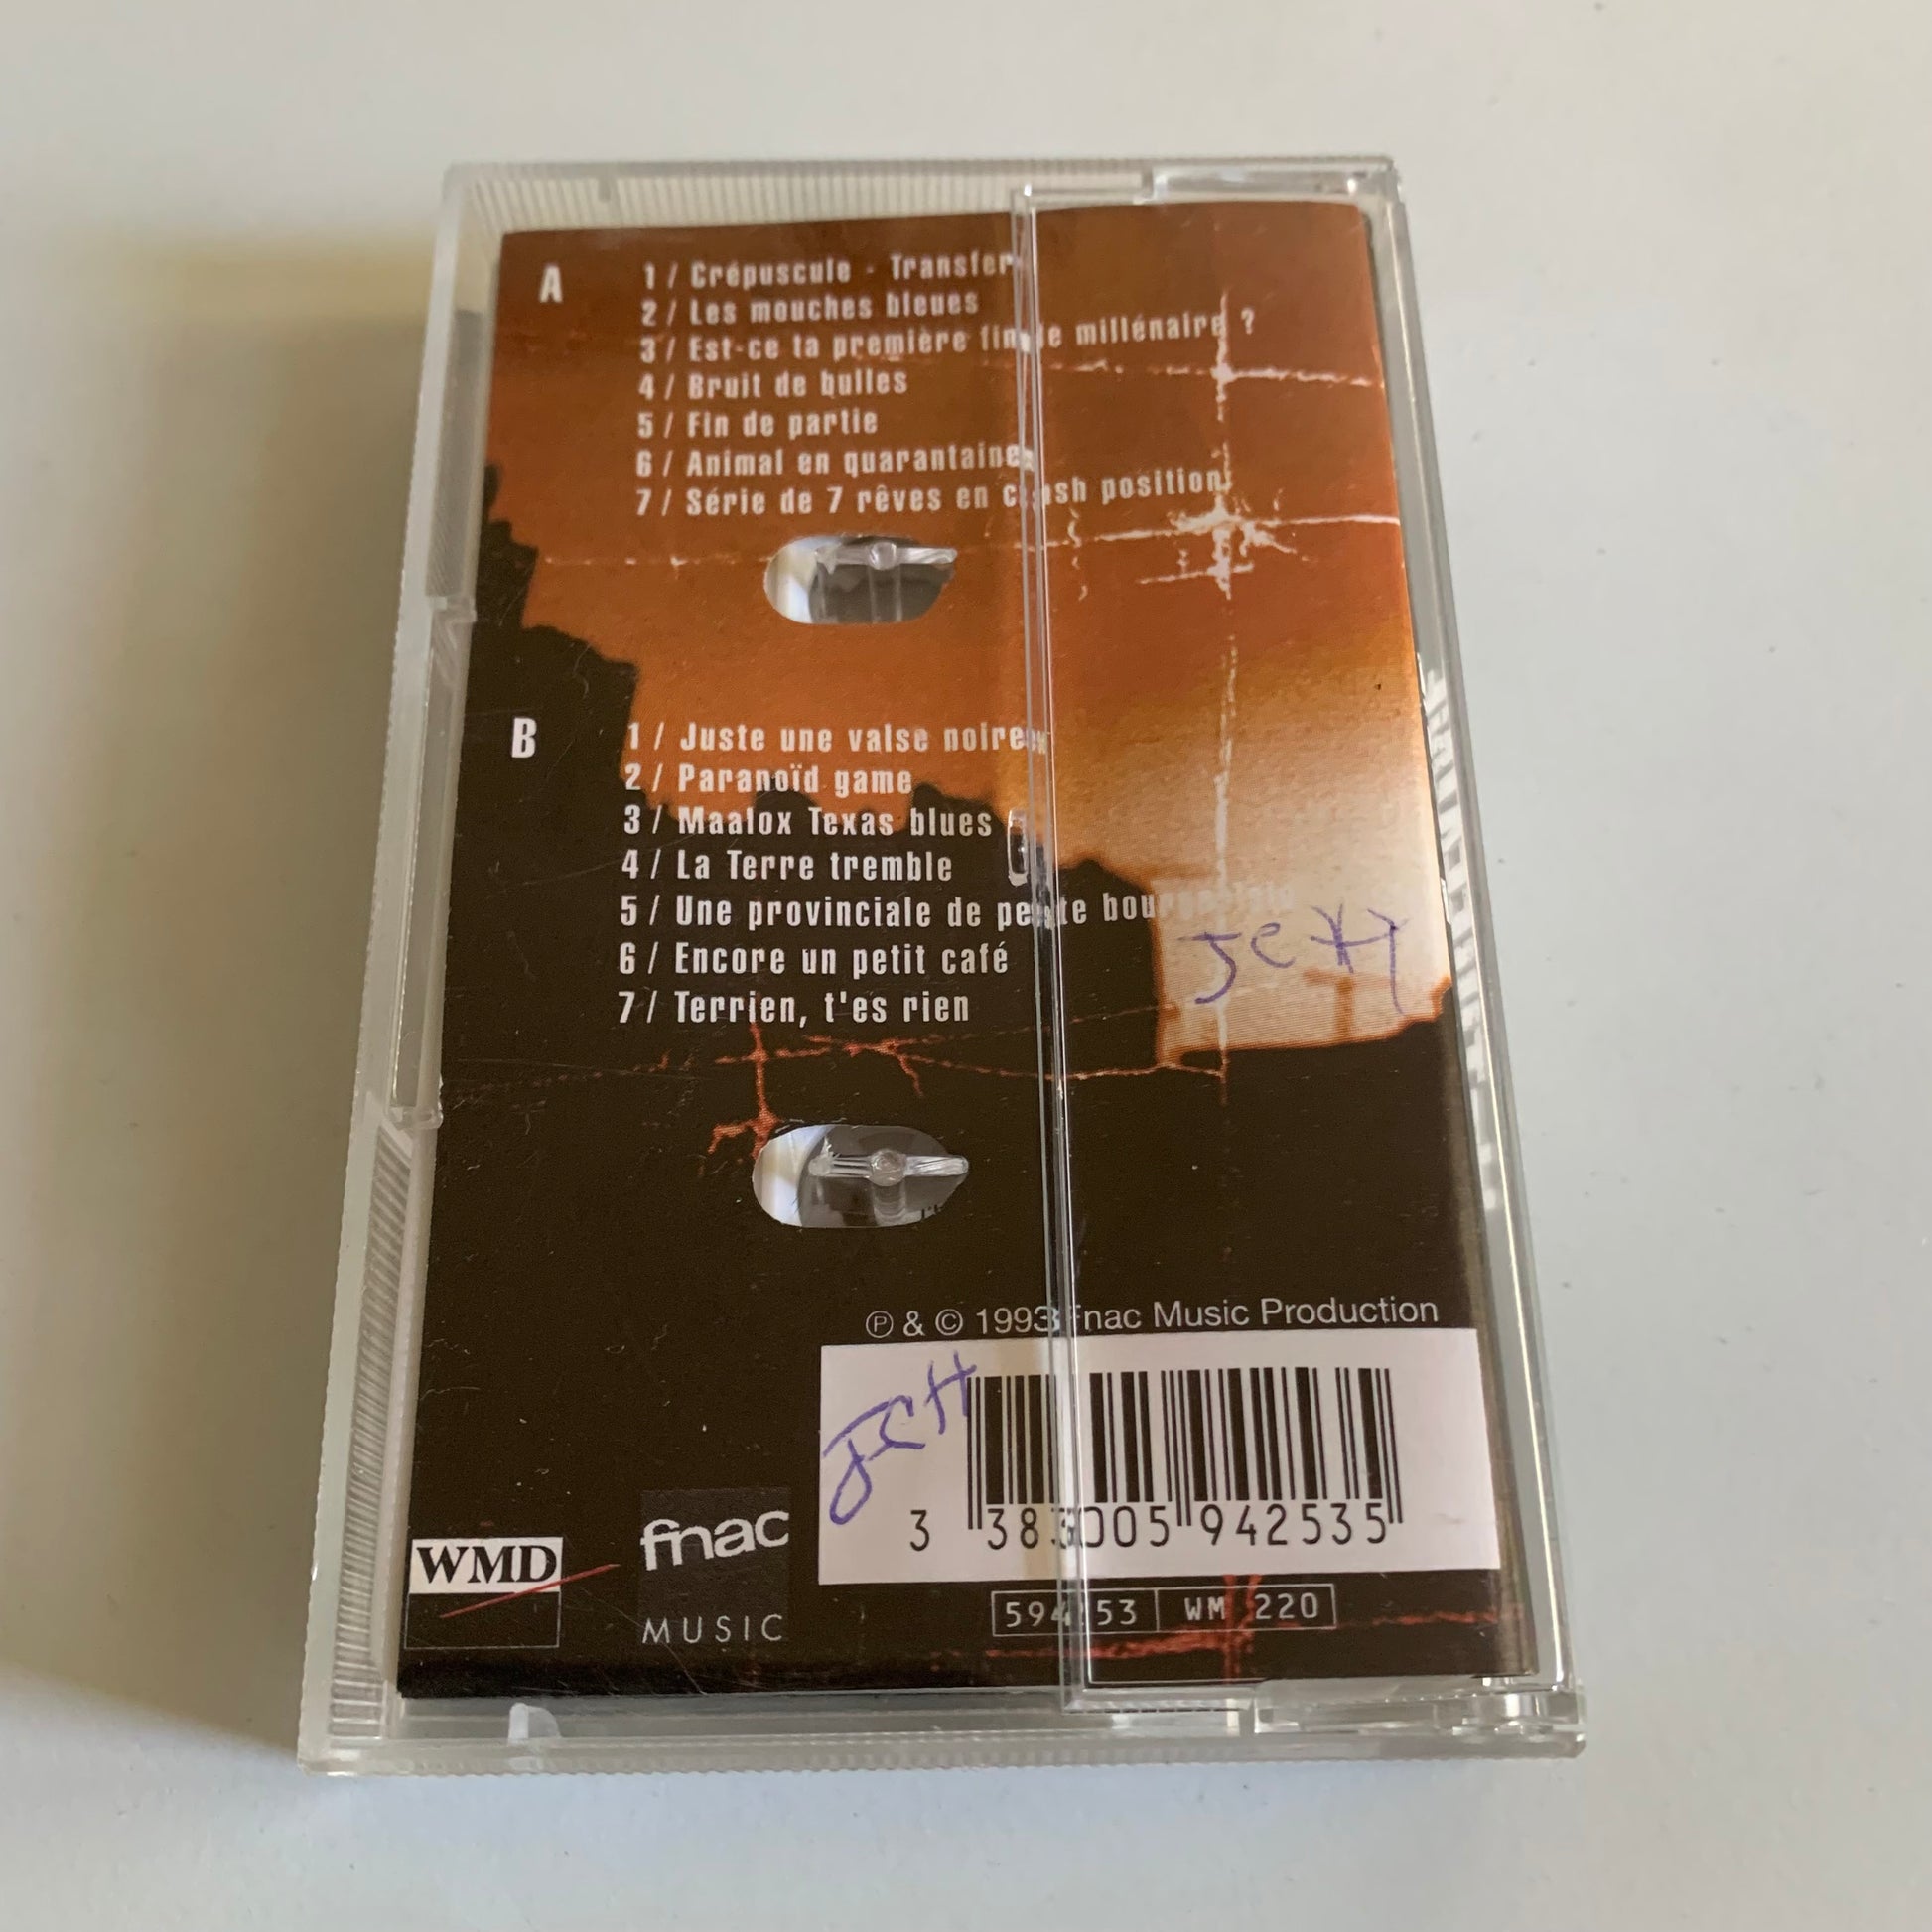 A
1 / Crépuscule - Transfer
2 / Les mouches bleues
3 / Est-ce ta première fin de millénaire ?
4 / Bruit de bulles
5 / Fin de partie
6 / Animal en quarantaine
7 / Série de 7 rêves en crash position
B
1 / Juste une valse noire
2 / Paranoïd game
3 / Maalox Texas blues
4 / La Terre tremble
5 / Une provinciale de petite
6 / Encore un petit café
7 / Terrien, t'es rien
℗ & © 1993 Fnac Music Production
JCH
3 383005 942535
WMD
fnac
MUSIC
594253 WM 220